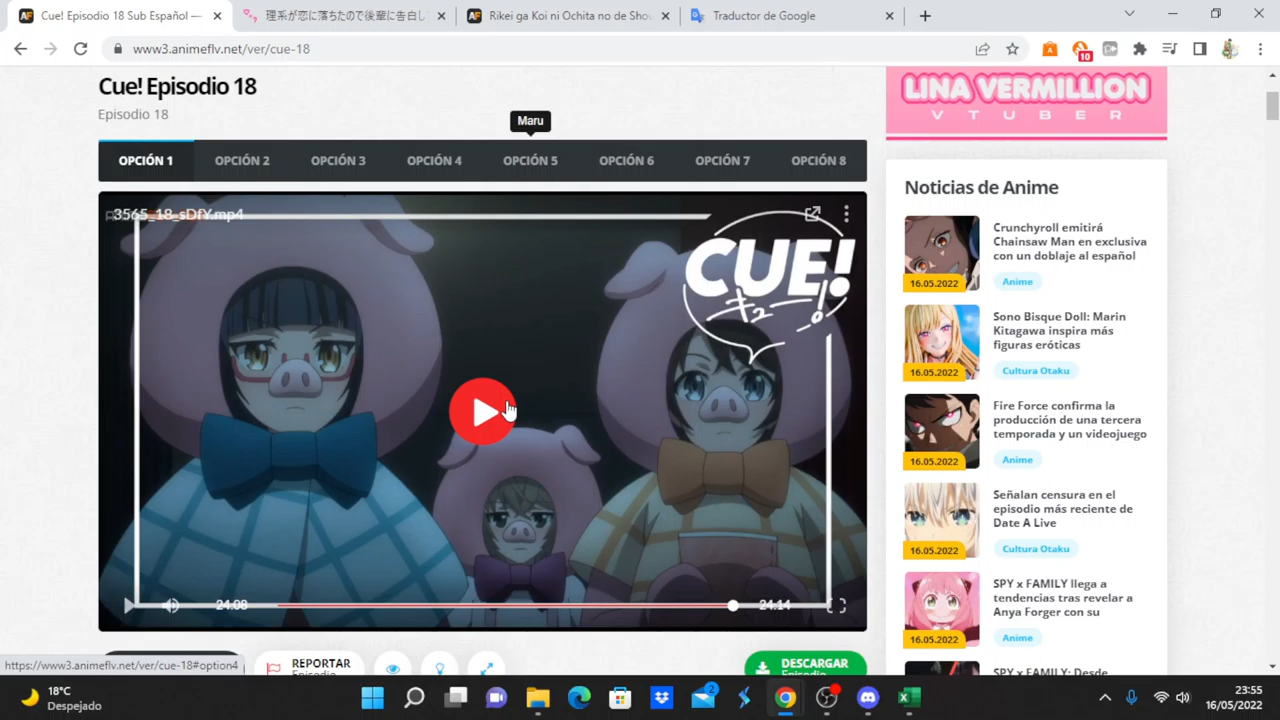 Cue! Episodio 18 Sub Español —
理系が恋に落ちたので後輩に告白し
Rikei ga Koi ni Ochita no de Shou
Traductor de Google
www3.animeflv.net/ver/cue-18
10
Cue! Episodio 18
Episodio 18
Maru
OPCIÓN 1
OPCIÓN 2
OPCIÓN 3
OPCIÓN 4
OPCIÓN 5
OPCIÓN 6
OPCIÓN 7
OPCIÓN 8
3565_18_sDfY.mp4
CUE!
キュー!
24:08
24:14
https://www3.animeflv.net/ver/cue-18#option4
REPORTAR
Episodio
DESCARGAR
Episodio
LINA VERMILLION
VTUBER
Noticias de Anime
Crunchyroll emitirá
Chainsaw Man en exclusiva
con un doblaje al español
16.05.2022
Anime
Sono Bisque Doll: Marin
Kitagawa inspira más
figuras eróticas
16.05.2022
Cultura Otaku
Fire Force confirma la
producción de una tercera
temporada y un videojuego
16.05.2022
Anime
Señalan censura en el
episodio más reciente de
Date A Live
16.05.2022
Cultura Otaku
SPY x FAMILY llega a
tendencias tras revelar a
Anya Forger con su
16.05.2022
Anime
SPY x FAMILY: Desde
18°C
Despejado
2
23:55
16/05/2022